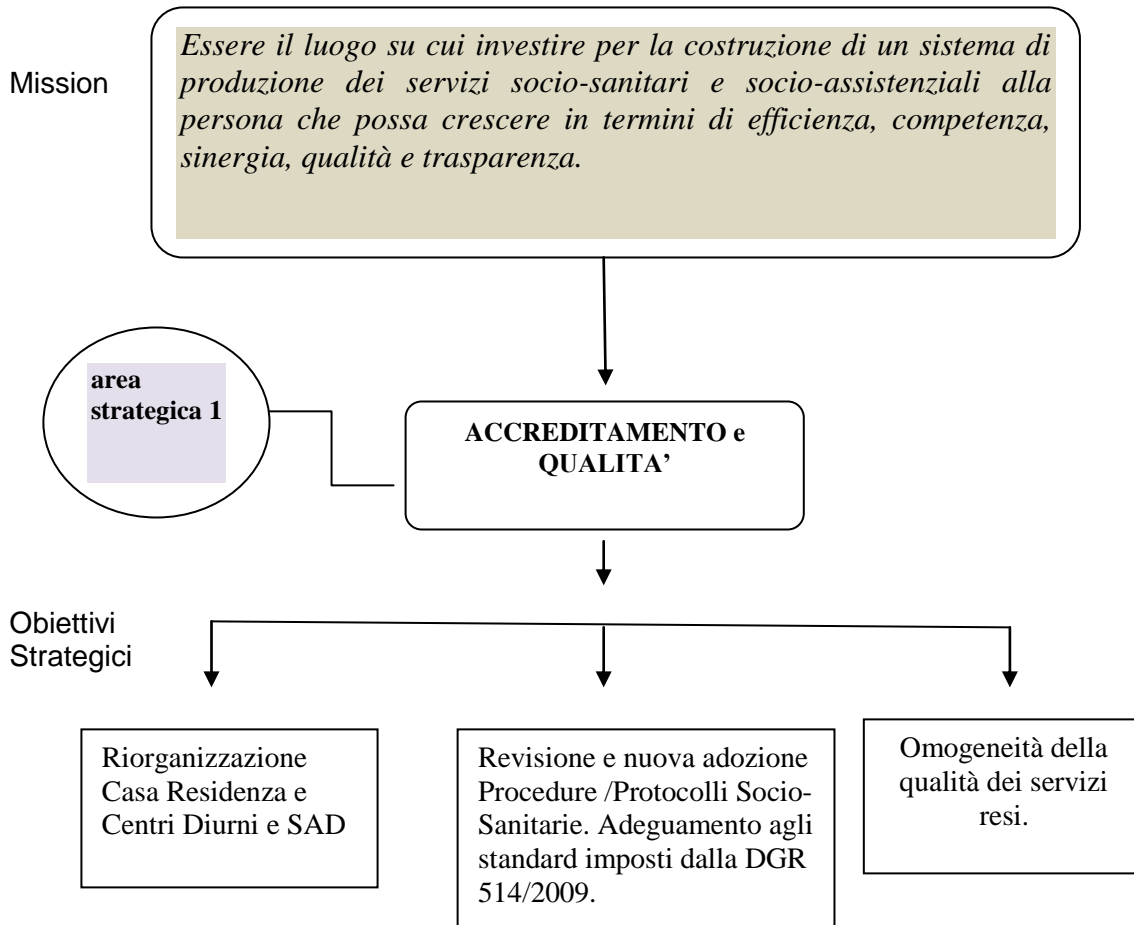 Mission
Essere il luogo su cui investire per la costruzione di un sistema di
produzione dei servizi socio-sanitari e socio-assistenziali alla
persona che possa crescere in termini di efficienza, competenza,
sinergia, qualità e trasparenza.
area
strategica 1
ACCREDITAMENTO e
QUALITA’
Obiettivi
Strategici
Riorganizzazione
Casa Residenza e
Centri Diurni e SAD
Revisione e nuova adozione
Procedure /Protocolli Socio-
Sanitarie. Adeguamento agli
standard imposti dalla DGR
514/2009.
Omogeneità della
qualità dei servizi
resi.